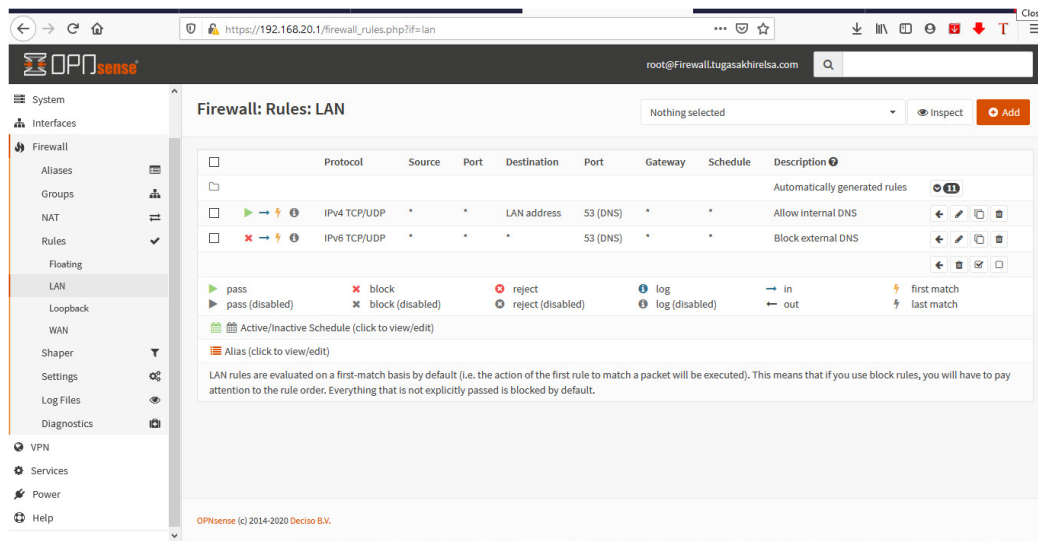 Clos
https://192.168.20.1/firewall_rules.php?if=lan
OPNsense
root@Firewall.tugasakhirelsa.com
System
Interfaces
Firewall
Aliases
Groups
NAT
Rules
Floating
LAN
Loopback
WAN
Shaper
Settings
Log Files
Diagnostics
VPN
Services
Power
Help
Firewall: Rules: LAN
Nothing selected
Inspect
Add
Protocol Source Port Destination Port Gateway Schedule Description
Automatically generated rules 11
IPv4 TCP/UDP * * LAN address 53 (DNS) * * Allow internal DNS
IPv6 TCP/UDP * * * 53 (DNS) * * Block external DNS
pass block reject log in first match
pass (disabled) block (disabled) reject (disabled) log (disabled) out last match
Active/Inactive Schedule (click to view/edit)
Alias (click to view/edit)
LAN rules are evaluated on a first-match basis by default (i.e. the action of the first rule to match a packet will be executed). This means that if you use block rules, you will have to pay
attention to the rule order. Everything that is not explicitly passed is blocked by default.
OPNsense (c) 2014-2020 Deciso B.V.